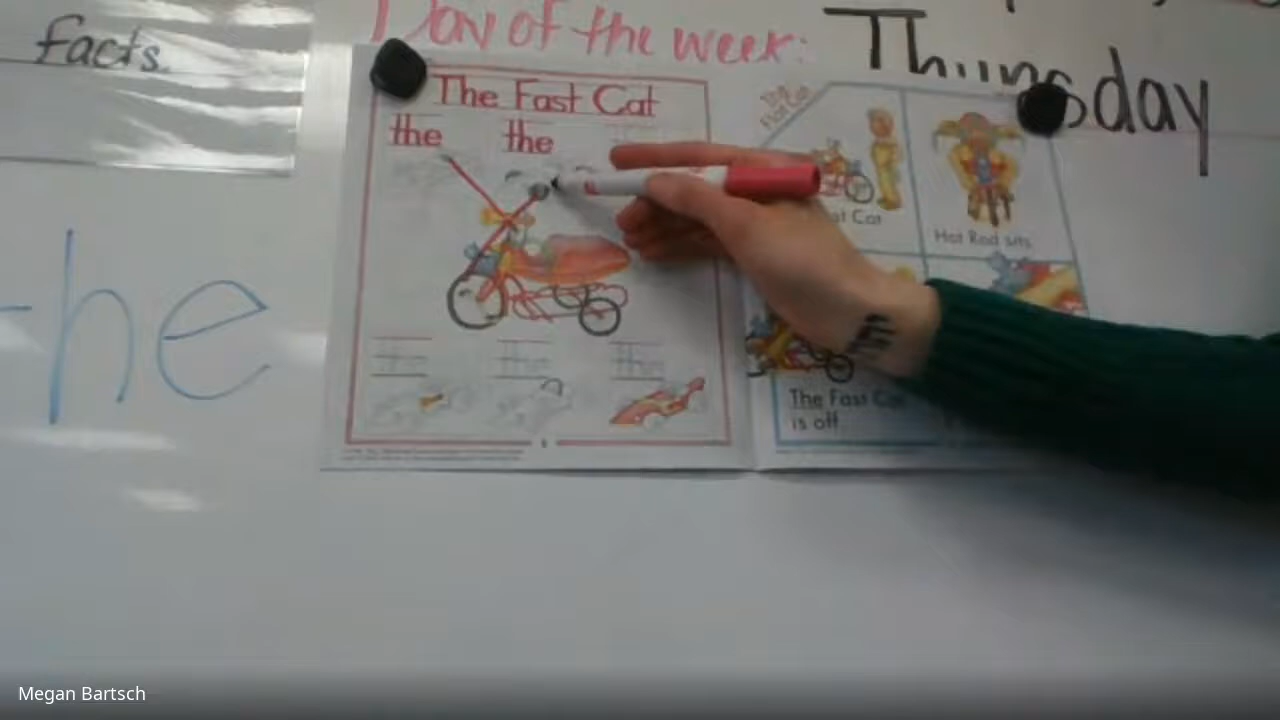 facts.
Day of the week: Thursday
The Fast Cat
the the
the the the
Cat
Hot Rod sits
The Fast
is off
he
Megan Bartsch